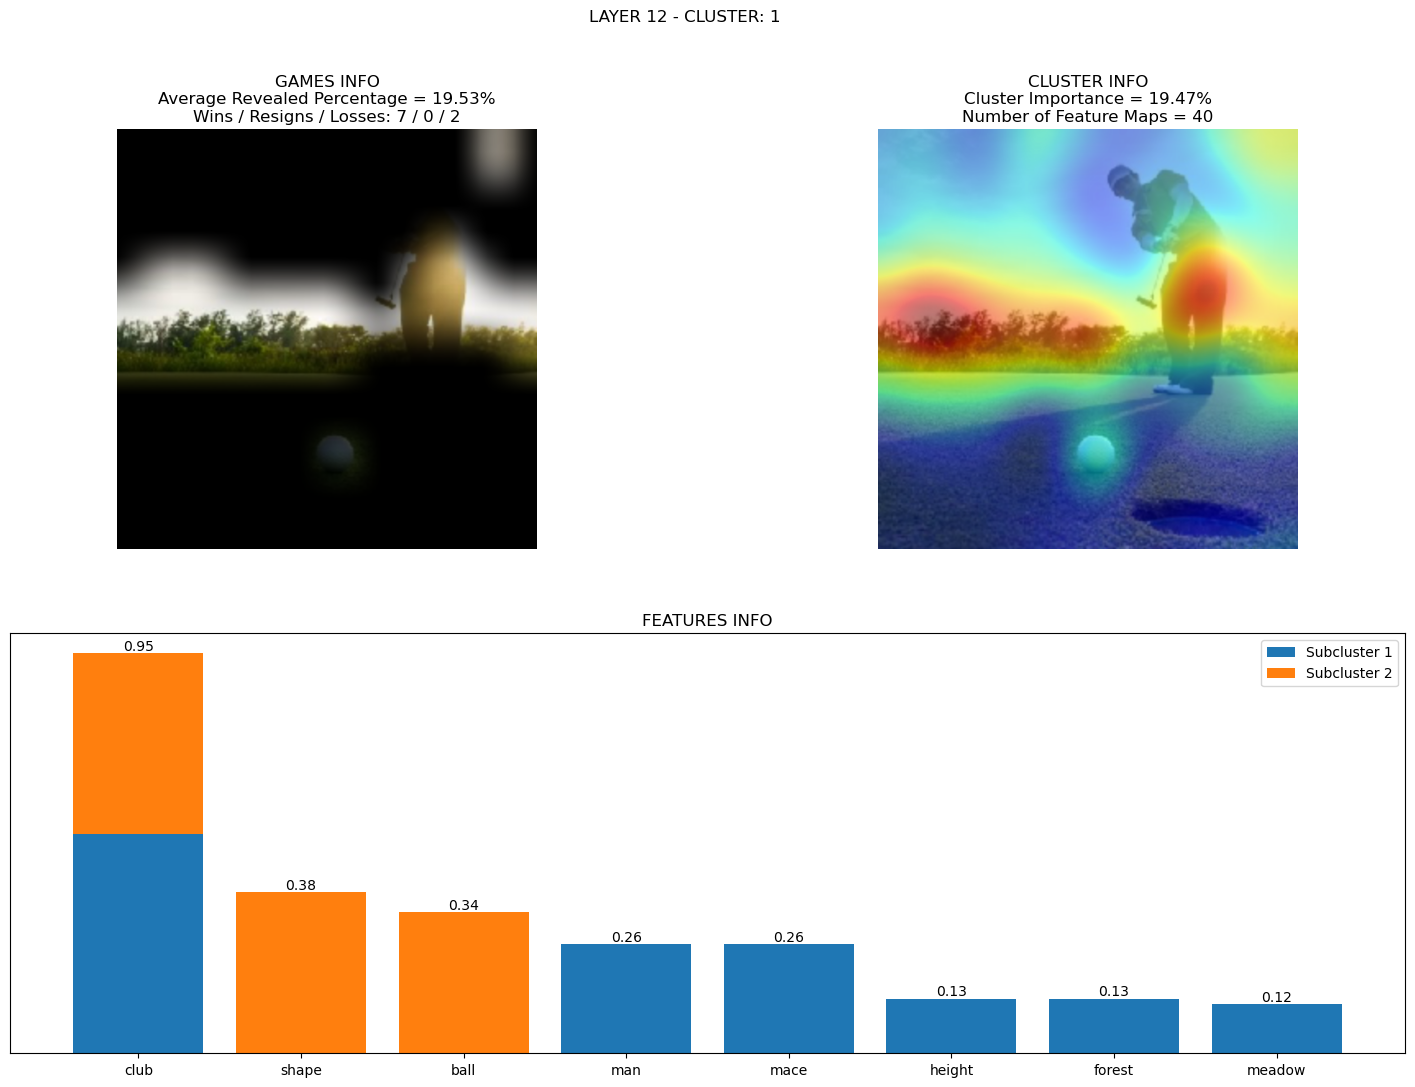 LAYER 12 - CLUSTER: 1
GAMES INFO
Average Revealed Percentage = 19.53%
Wins / Resigns / Losses: 7 / 0 / 2
CLUSTER INFO
Cluster Importance = 19.47%
Number of Feature Maps = 40
FEATURES INFO
Subcluster 1
Subcluster 2
0.95
0.38
0.34
0.26
0.26
0.13
0.13
0.12
club
shape
ball
man
mace
height
forest
meadow